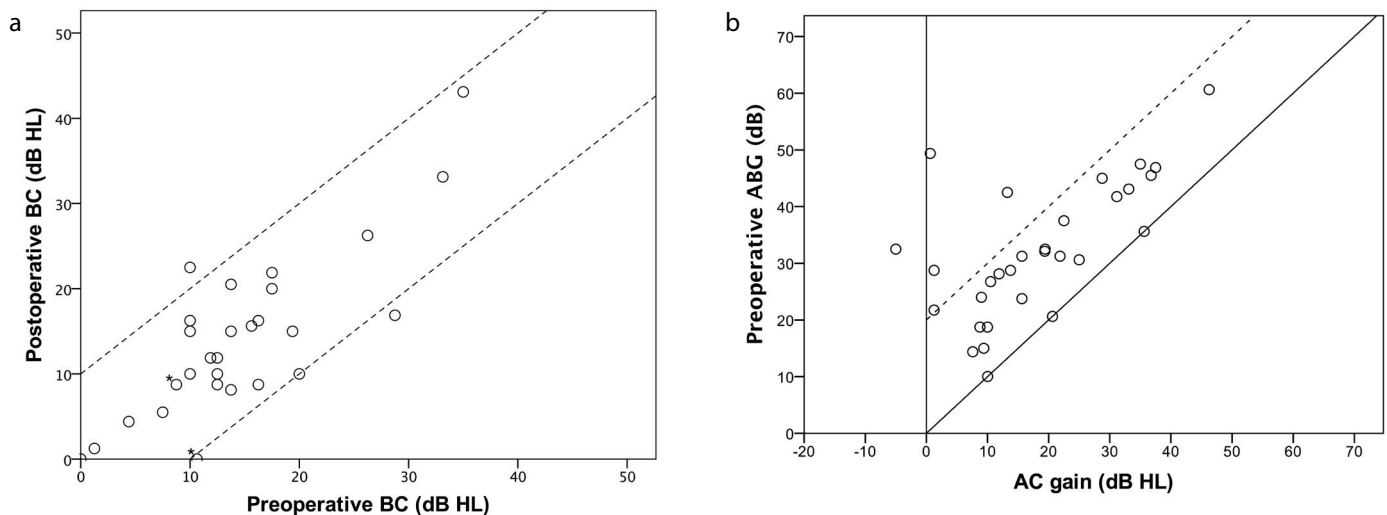 a
50
40
30
20
10
0
Postoperative BC (dB HL)
*
*
0 10 20 30 40 50
Preoperative BC (dB HL)
b
70
60
50
40
30
20
10
0
Preoperative ABG (dB)
-20 -10 0 10 20 30 40 50 60 70
AC gain (dB HL)